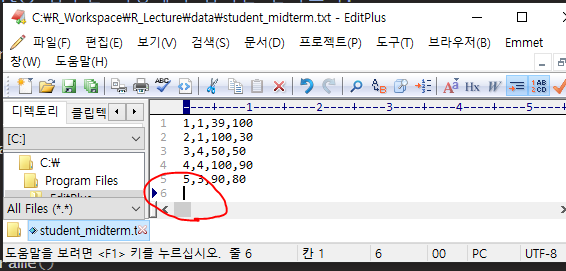 C:\R_Workspace\R_Lecture\data\student_midterm.txt - EditPlus
파일(F) 편집(E) 보기(V) 검색(S) 문서(D) 프로젝트(P) 도구(T) 브라우저(B) Emmet
창(W) 도움말(H)
디렉토리 클립텍
[C:]
C:\
Program Files
EditPlus
All Files (*.*)
student_midterm.t
----+----1----+----2----+----3----+----4----+----5----
1 1,1,39,100
2 2,1,100,30
3 3,4,50,50
4 4,4,100,90
5 5,3,90,80
6
도움말을 보려면 <F1> 키를 누르십시오. 줄 6 칸 1 6 00 PC UTF-8